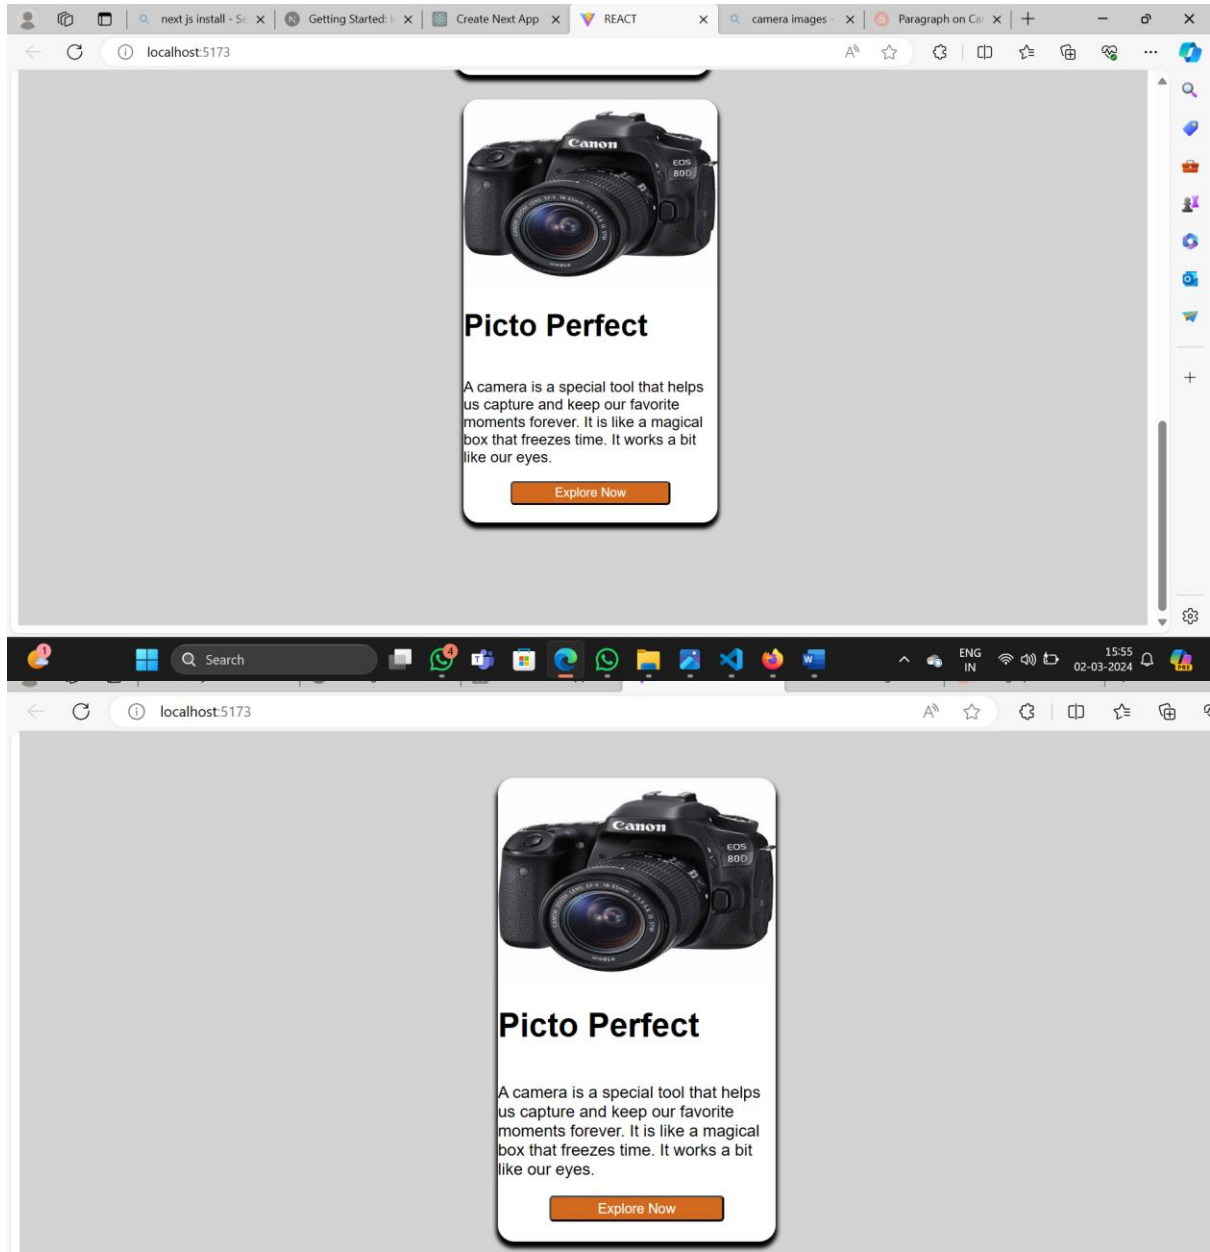 next js install - Se
Getting Started: I
Create Next App
REACT
camera images -
Paragraph on Ca
localhost:5173
Canon
EOS
80D
Picto Perfect
A camera is a special tool that helps
us capture and keep our favorite
moments forever. It is like a magical
box that freezes time. It works a bit
like our eyes.
Explore Now
1
Search
4
ENG
IN
15:55
02-03-2024
PRE
localhost:5173
Canon
EOS
80D
Picto Perfect
A camera is a special tool that helps
us capture and keep our favorite
moments forever. It is like a magical
box that freezes time. It works a bit
like our eyes.
Explore Now